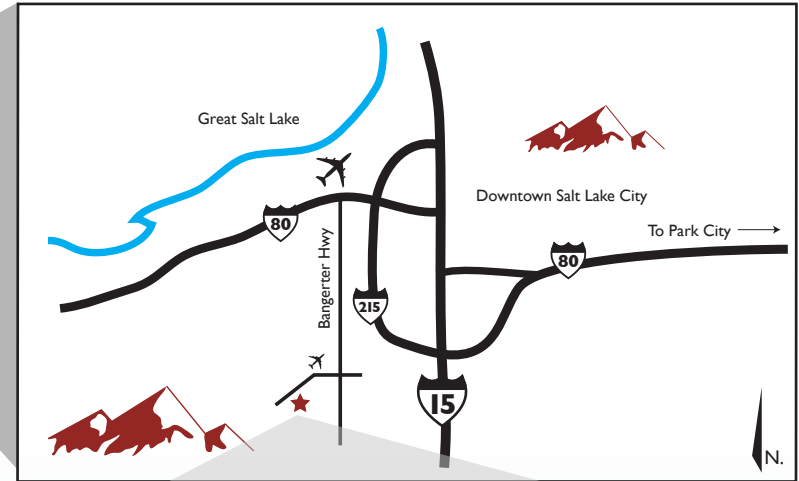 Great Salt Lake
Downtown Salt Lake City
80
To Park City
80
Bangerter Hwy
215
15
N.